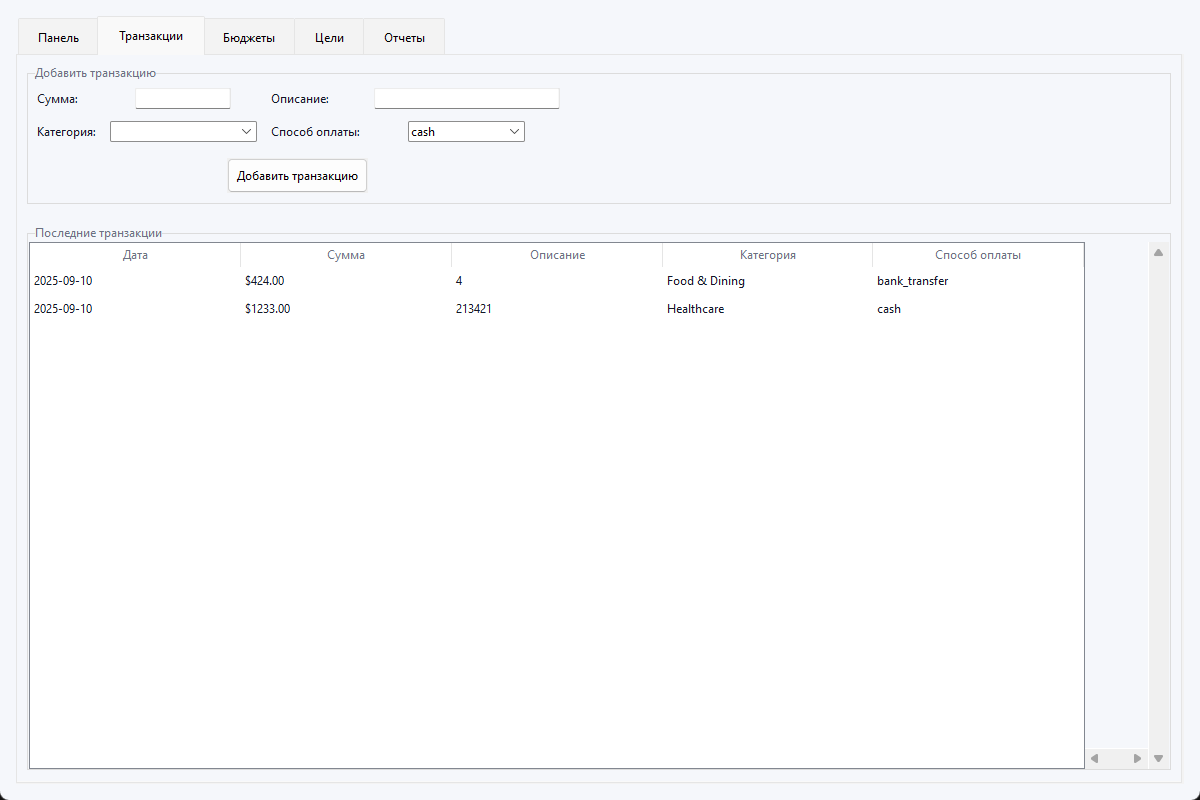 Панель Транзакции Бюджеты Цели Отчеты
Добавить транзакцию
Сумма: Описание:
Категория: Способ оплаты: cash
Добавить транзакцию
Последние транзакции
Дата Сумма Описание Категория Способ оплаты
2025-09-10 $424.00 4 Food & Dining bank_transfer
2025-09-10 $1233.00 213421 Healthcare cash